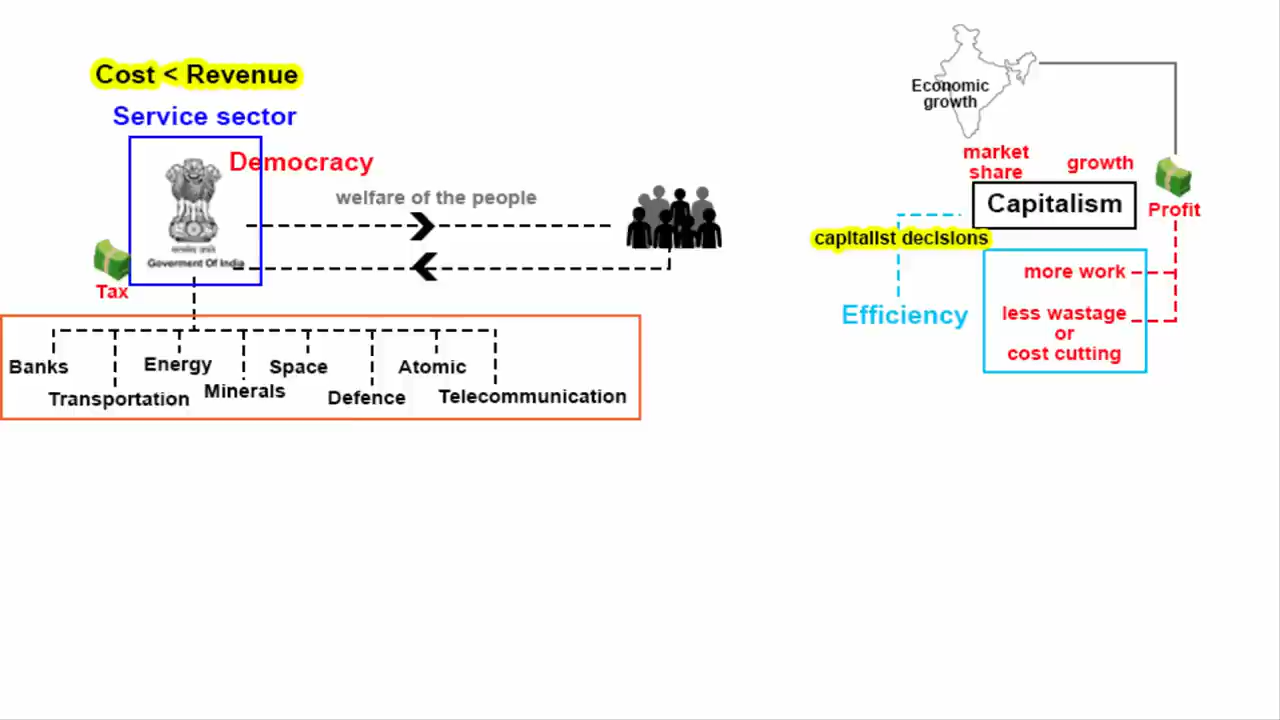 Cost < Revenue
Service sector
Democracy
welfare of the people
Goverment Of India
Tax
Banks
Transportation
Energy
Minerals
Space
Defence
Atomic
Telecommunication
Economic
growth
market
share
growth
Capitalism
Profit
capitalist decisions
Efficiency
more work
less wastage
or
cost cutting